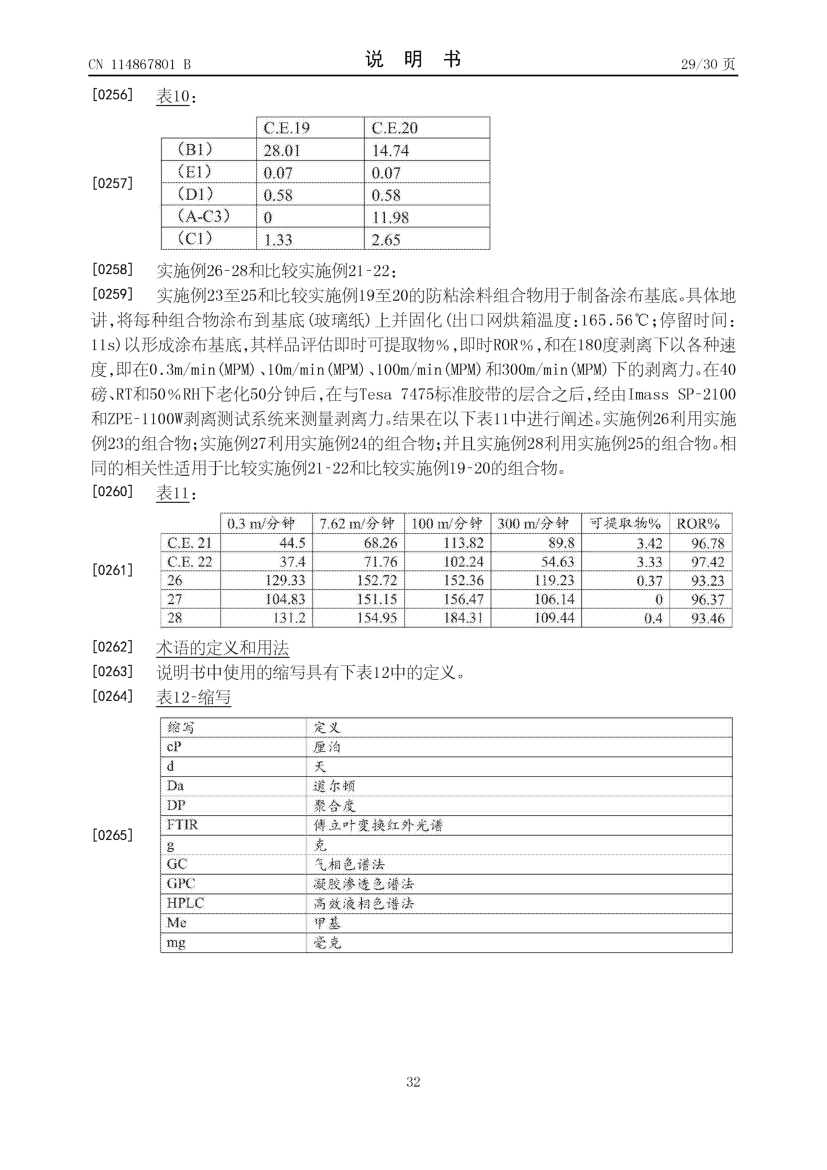 CN 114867801 B
说 明 书
29/30 页
[0256] 表10：
C.E.19 C.E.20
（B1） 28.01 14.74
（E1） 0.07 0.07
[0257]
（D1） 0.58 0.58
（A-C3） 0 11.98
（C1） 1.33 2.65
[0258] 实施例26-28和比较实施例21-22：
[0259] 实施例23至25和比较实施例19至20的防粘涂料组合物用于制备涂布基底。具体地
讲，将每种组合物涂布到基底(玻璃纸)上并固化(出口网烘箱温度：165.56℃；停留时间：
11s)以形成涂布基底，其样品评估即时可提取物％，即时ROR％，和在180度剥离下以各种速
度，即在0.3m/min(MPM)、10m/min(MPM)、100m/min(MPM)和300m/min(MPM)下的剥离力。在40
磅、RT和50％RH下老化50分钟后，在与Tesa 7475标准胶带的层合之后，经由Imass SP-2100
和ZPE-1100W剥离测试系统来测量剥离力。结果在以下表11中进行阐述。实施例26利用实施
例23的组合物；实施例27利用实施例24的组合物；并且实施例28利用实施例25的组合物。相
同的相关性适用于比较实施例21-22和比较实施例19-20的组合物。
[0260] 表11：
0.3 m/分钟 7.62 m/分钟 100 m/分钟 300 m/分钟 可提取物% ROR%
C.E. 21 44.5 68.26 113.82 89.8 3.42 96.78
C.E. 22 37.4 71.76 102.24 54.63 3.33 97.42
[0261]
26 129.33 152.72 152.36 119.23 0.37 93.23
27 104.83 151.15 156.47 106.14 0 96.37
28 131.2 154.95 184.31 109.44 0.4 93.46
[0262] 术语的定义和用法
[0263] 说明书中使用的缩写具有下表12中的定义。
[0264] 表12-缩写
缩写 定义
cP 厘泊
d 天
Da 道尔顿
DP 聚合度
FTIR 傅立叶变换红外光谱
[0265]
g 克
GC 气相色谱法
GPC 凝胶渗透色谱法
HPLC 高效液相色谱法
Me 甲基
mg 毫克
32